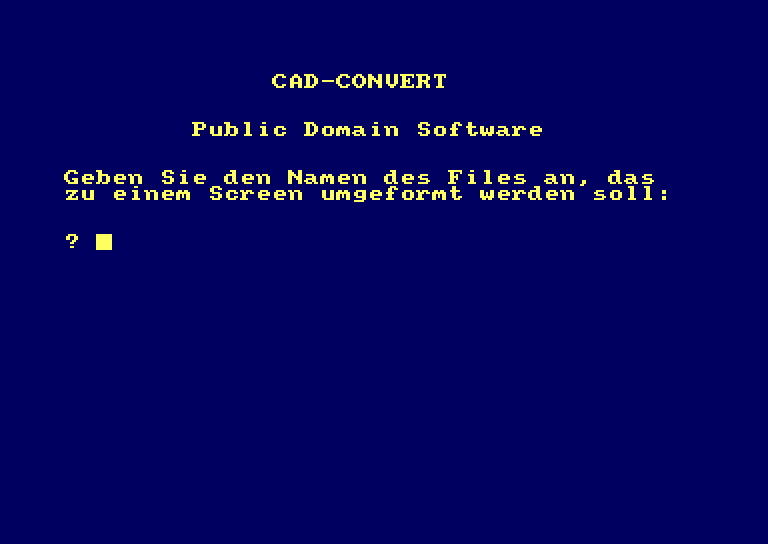 CAD-CONVERT
Public Domain Software
Geben Sie den Namen des Files an, das
zu einem Screen umgeformt werden soll:
?